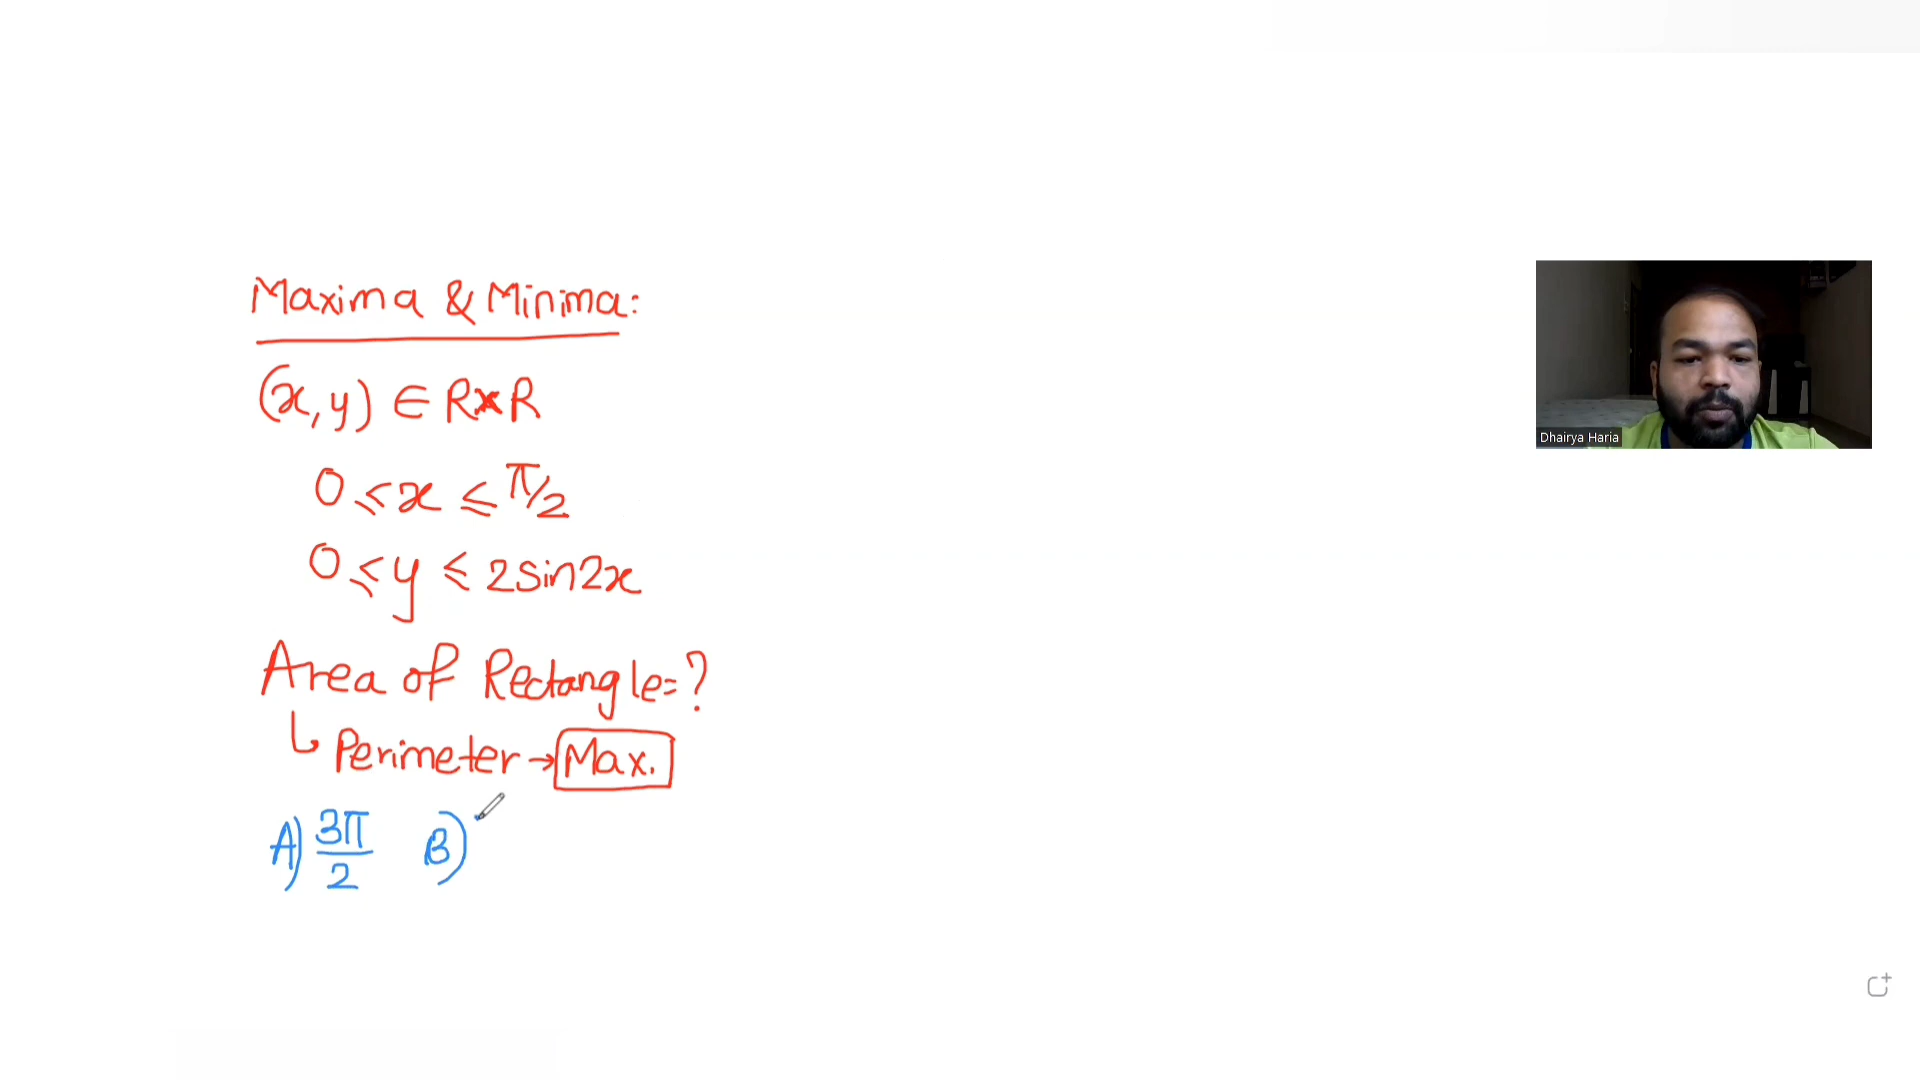 Maxima & Minima:
(x, y) ∈ R×R
0 ≤ x ≤ π/2
0 ≤ y ≤ 2sin2x
Area of Rectangle=?
↳ Perimeter → Max.
A) 3π/2 B)
Dhairya Haria